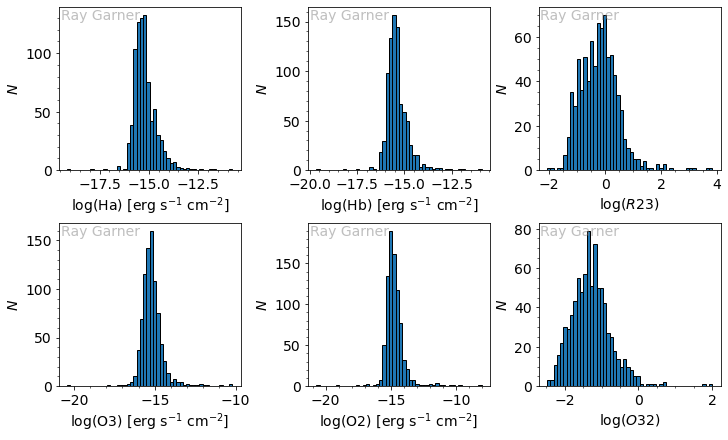 Ray Garner Ray Garner Ray Garner
N N N
0 50 100
0 50 100 150
0 20 40 60
−17.5 −15.0 −12.5
−20.0 −17.5 −15.0 −12.5
−2 0 2 4
log(Ha) [erg s⁻¹ cm⁻²] log(Hb) [erg s⁻¹ cm⁻²] log(R23)
Ray Garner Ray Garner Ray Garner
N N N
0 50 100 150
0 50 100 150
0 20 40 60 80
−20 −15 −10
−20 −15 −10
−2 0 2
log(O3) [erg s⁻¹ cm⁻²] log(O2) [erg s⁻¹ cm⁻²] log(O32)